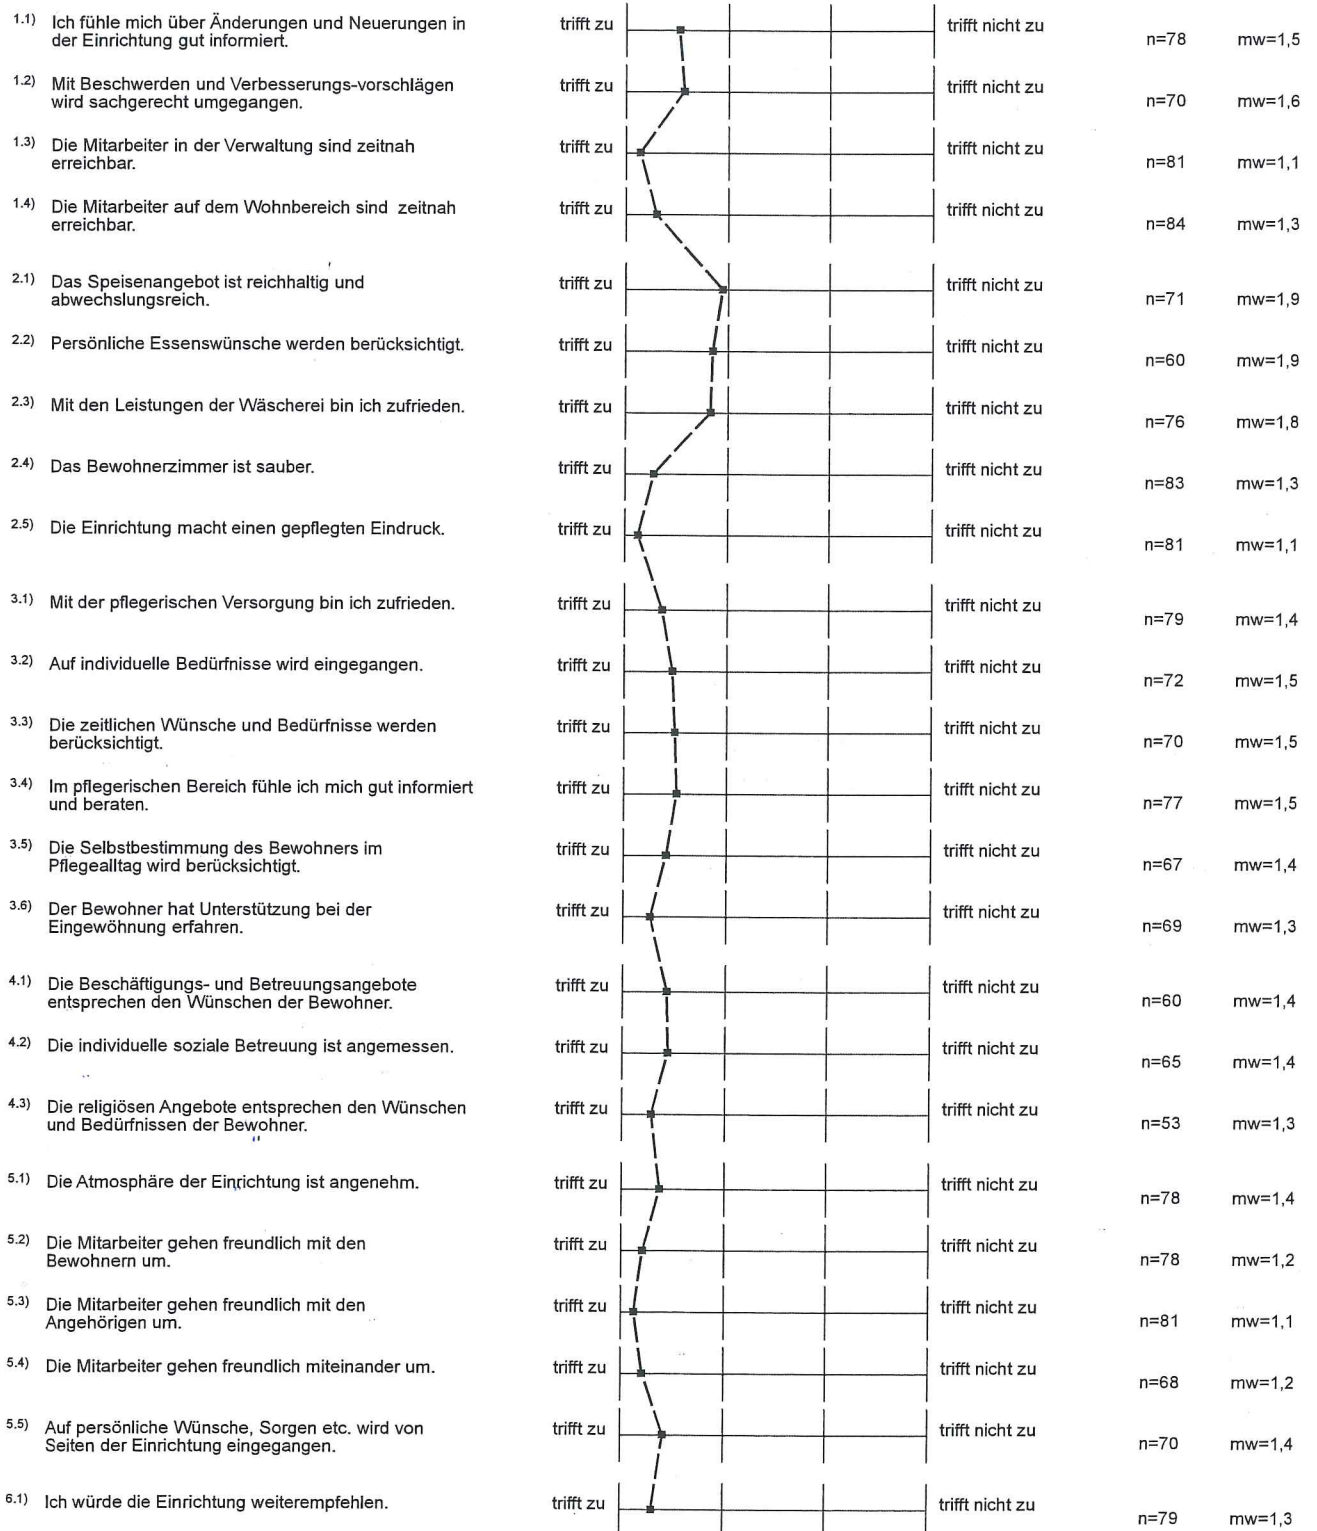 1.1) Ich fühle mich über Änderungen und Neuerungen in
der Einrichtung gut informiert.
trifft zu trifft nicht zu n=78 mw=1,5
1.2) Mit Beschwerden und Verbesserungs-vorschlägen
wird sachgerecht umgegangen.
trifft zu trifft nicht zu n=70 mw=1,6
1.3) Die Mitarbeiter in der Verwaltung sind zeitnah
erreichbar.
trifft zu trifft nicht zu n=81 mw=1,1
1.4) Die Mitarbeiter auf dem Wohnbereich sind zeitnah
erreichbar.
trifft zu trifft nicht zu n=84 mw=1,3
2.1) Das Speisenangebot ist reichhaltig und
abwechslungsreich.
trifft zu trifft nicht zu n=71 mw=1,9
2.2) Persönliche Essenswünsche werden berücksichtigt.
trifft zu trifft nicht zu n=60 mw=1,9
2.3) Mit den Leistungen der Wäscherei bin ich zufrieden.
trifft zu trifft nicht zu n=76 mw=1,8
2.4) Das Bewohnerzimmer ist sauber.
trifft zu trifft nicht zu n=83 mw=1,3
2.5) Die Einrichtung macht einen gepflegten Eindruck.
trifft zu trifft nicht zu n=81 mw=1,1
3.1) Mit der pflegerischen Versorgung bin ich zufrieden.
trifft zu trifft nicht zu n=79 mw=1,4
3.2) Auf individuelle Bedürfnisse wird eingegangen.
trifft zu trifft nicht zu n=72 mw=1,5
3.3) Die zeitlichen Wünsche und Bedürfnisse werden
berücksichtigt.
trifft zu trifft nicht zu n=70 mw=1,5
3.4) Im pflegerischen Bereich fühle ich mich gut informiert
und beraten.
trifft zu trifft nicht zu n=77 mw=1,5
3.5) Die Selbstbestimmung des Bewohners im
Pflegealltag wird berücksichtigt.
trifft zu trifft nicht zu n=67 mw=1,4
3.6) Der Bewohner hat Unterstützung bei der
Eingewöhnung erfahren.
trifft zu trifft nicht zu n=69 mw=1,3
4.1) Die Beschäftigungs- und Betreuungsangebote
entsprechen den Wünschen der Bewohner.
trifft zu trifft nicht zu n=60 mw=1,4
4.2) Die individuelle soziale Betreuung ist angemessen.
trifft zu trifft nicht zu n=65 mw=1,4
4.3) Die religiösen Angebote entsprechen den Wünschen
und Bedürfnissen der Bewohner.
trifft zu trifft nicht zu n=53 mw=1,3
5.1) Die Atmosphäre der Einrichtung ist angenehm.
trifft zu trifft nicht zu n=78 mw=1,4
5.2) Die Mitarbeiter gehen freundlich mit den
Bewohnern um.
trifft zu trifft nicht zu n=78 mw=1,2
5.3) Die Mitarbeiter gehen freundlich mit den
Angehörigen um.
trifft zu trifft nicht zu n=81 mw=1,1
5.4) Die Mitarbeiter gehen freundlich miteinander um.
trifft zu trifft nicht zu n=68 mw=1,2
5.5) Auf persönliche Wünsche, Sorgen etc. wird von
Seiten der Einrichtung eingegangen.
trifft zu trifft nicht zu n=70 mw=1,4
6.1) Ich würde die Einrichtung weiterempfehlen.
trifft zu trifft nicht zu n=79 mw=1,3